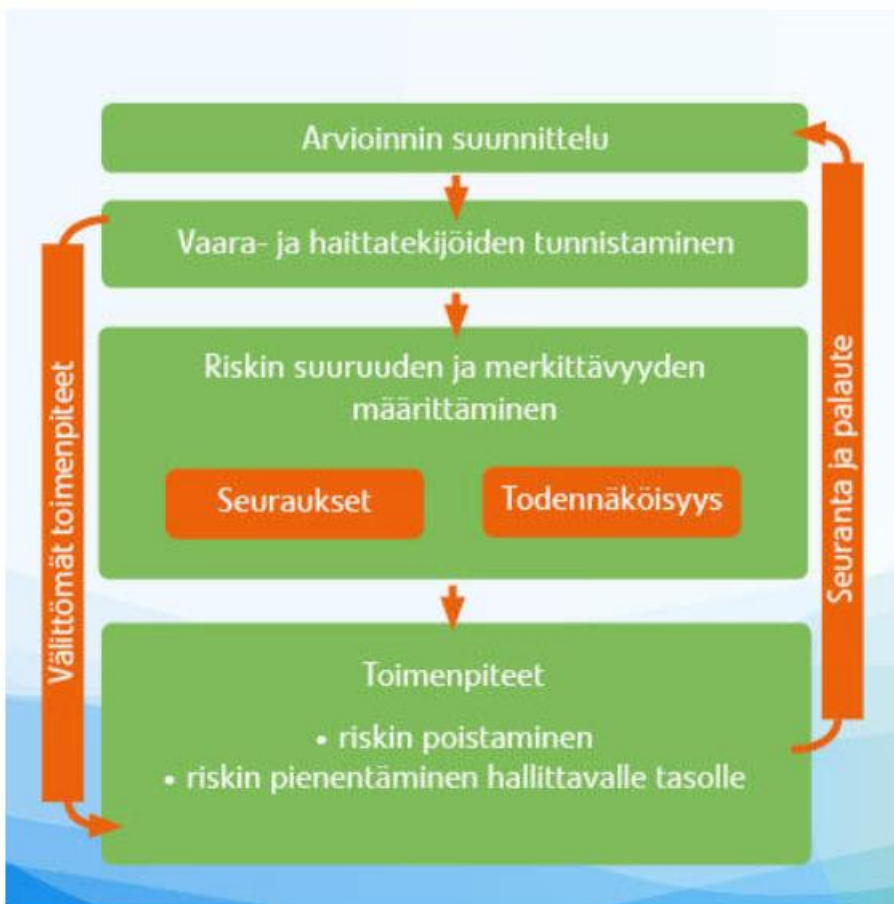 Arvioinnin suunnittelu
Vaara- ja haittatekijöiden tunnistaminen
Riskin suuruuden ja merkittävyyden
määrittäminen
Seuraukset
Todennäköisyys
Toimenpiteet
• riskin poistaminen
• riskin pienentäminen hallittavalle tasolle
Välittömät toimenpiteet
Seuranta ja palaute